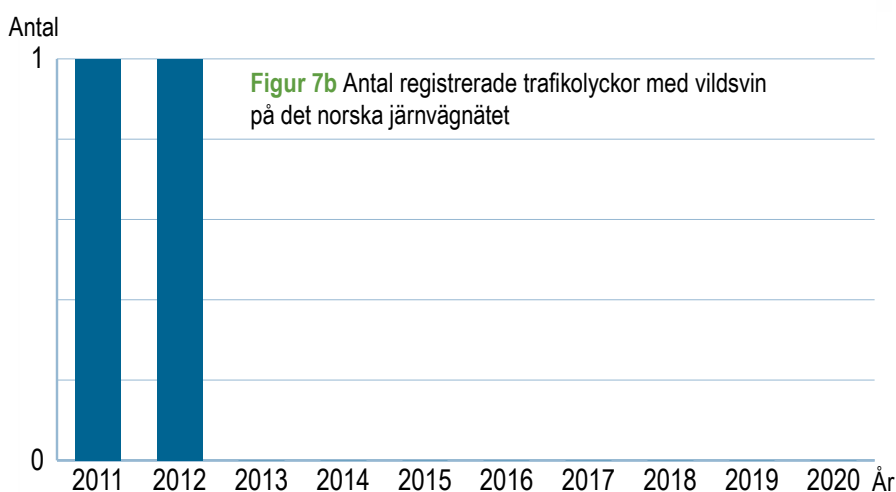 Antal
1
Figur 7b Antal registrerade trafikolyckor med vildsvin
på det norska järnvägnätet
0
2011 2012 2013 2014 2015 2016 2017 2018 2019 2020 År